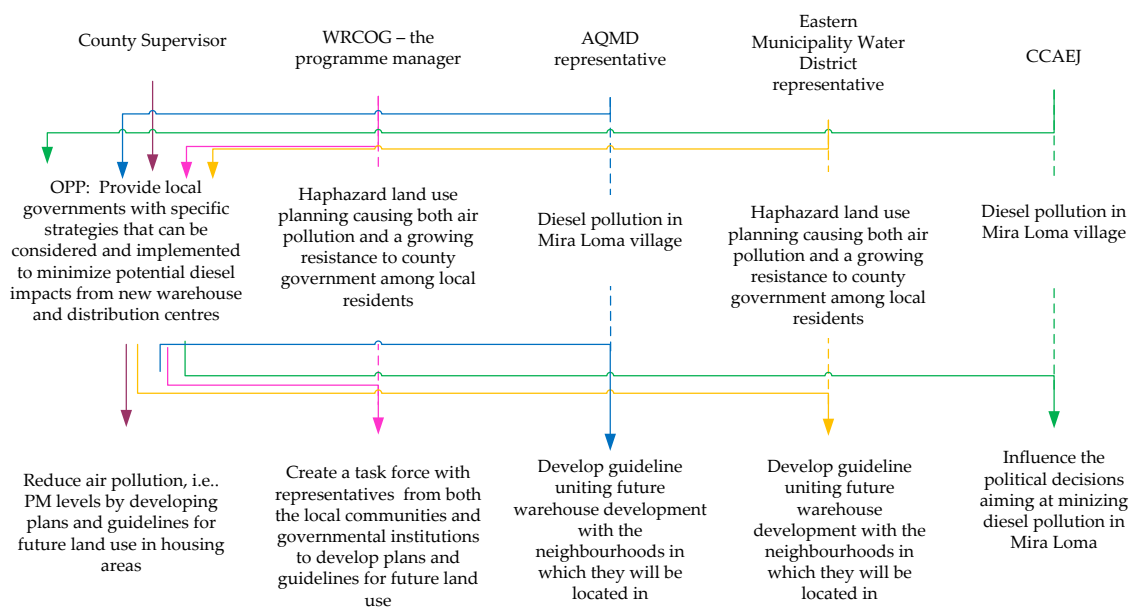 County Supervisor
WRCOG – the
programme manager
AQMD
representative
Eastern
Municipality Water
District
representative
CCAEJ
OPP:  Provide local
governments with specific
strategies that can be
considered and implemented
to minimize potential diesel
impacts from new warehouse
and distribution centres
Haphazard land use
planning causing both air
pollution and a growing
resistance to county
government among local
residents
Diesel pollution in
Mira Loma village
Haphazard land use
planning causing both air
pollution and a growing
resistance to county
government among local
residents
Diesel pollution in
Mira Loma village
Reduce air pollution, i.e..
PM levels by developing
plans and guidelines for
future land use in housing
areas
Create a task force with
representatives  from both
the local communities and
governmental institutions
to develop plans and
guidelines for future land
use
Develop guideline
uniting future
warehouse development
with the
neighbourhoods in
which they will be
located in
Develop guideline
uniting future
warehouse
development with the
neighbourhoods in
which they will be
located in
Influence the
political decisions
aiming at minizing
diesel pollution in
Mira Loma